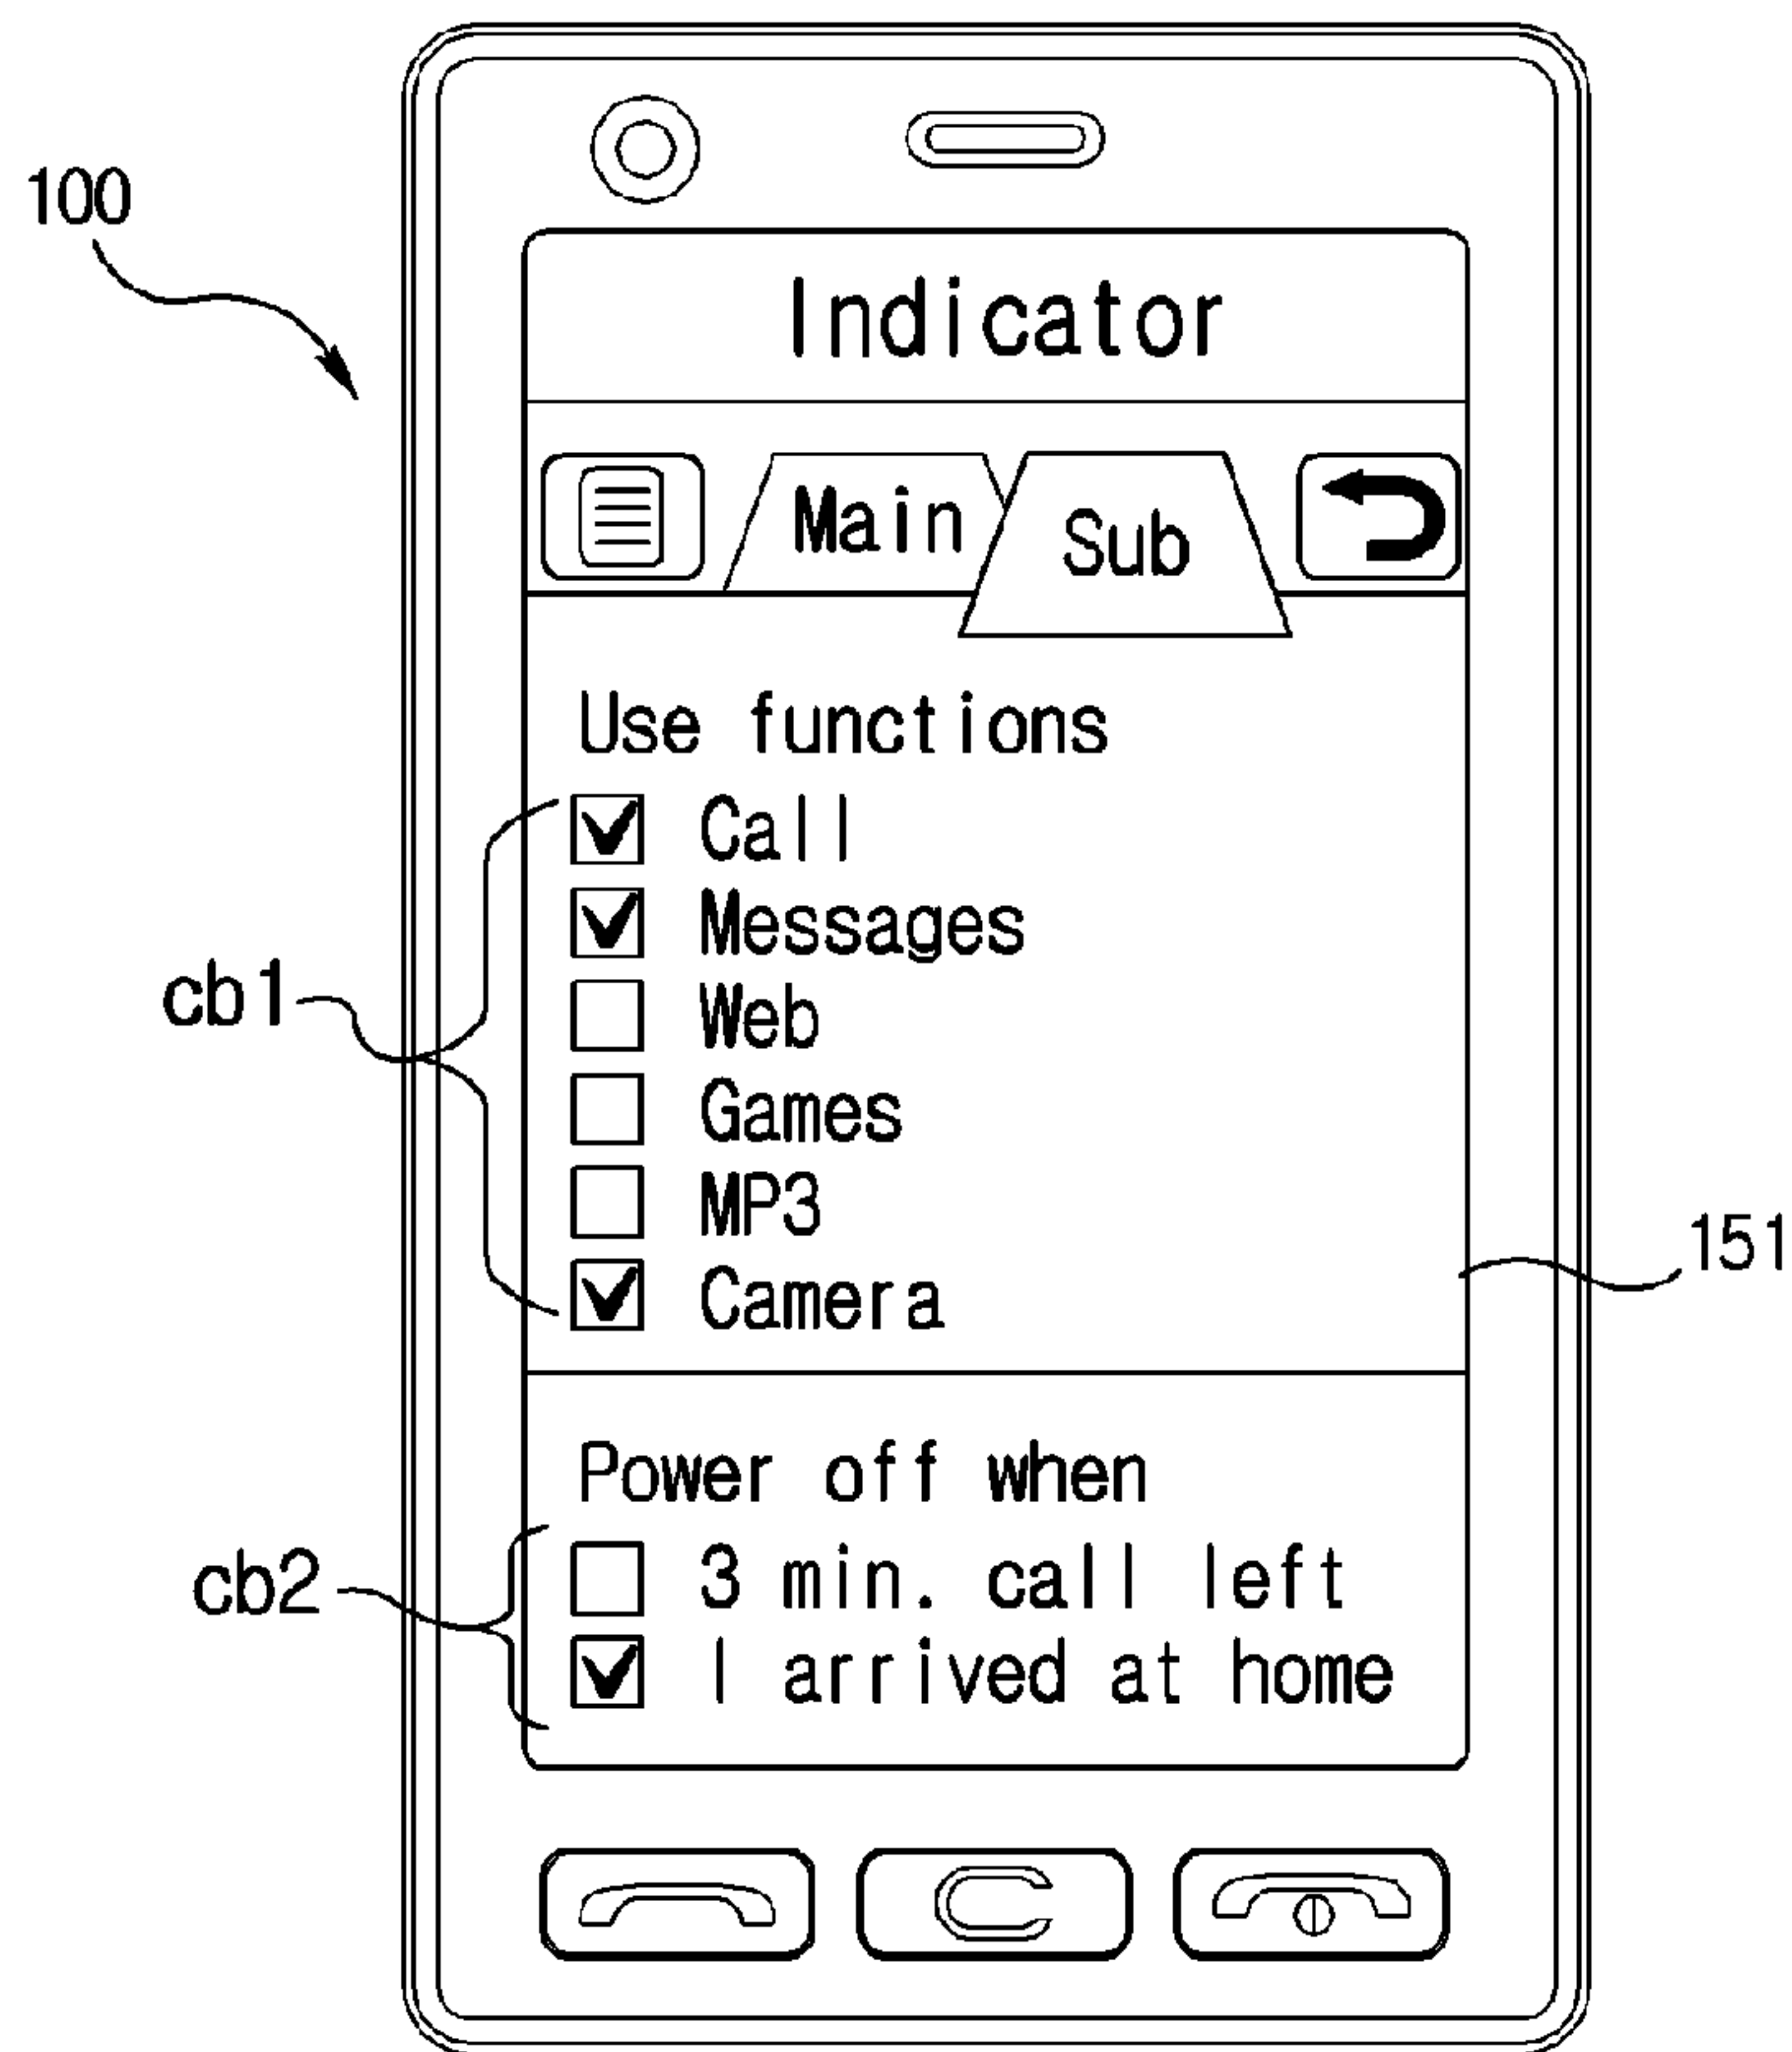 100
Indicator
Main Sub
Use functions
Call
Messages
cb1
Web
Games
MP3
151
Camera
Power off when
cb2
3 min. call left
I arrived at home
C